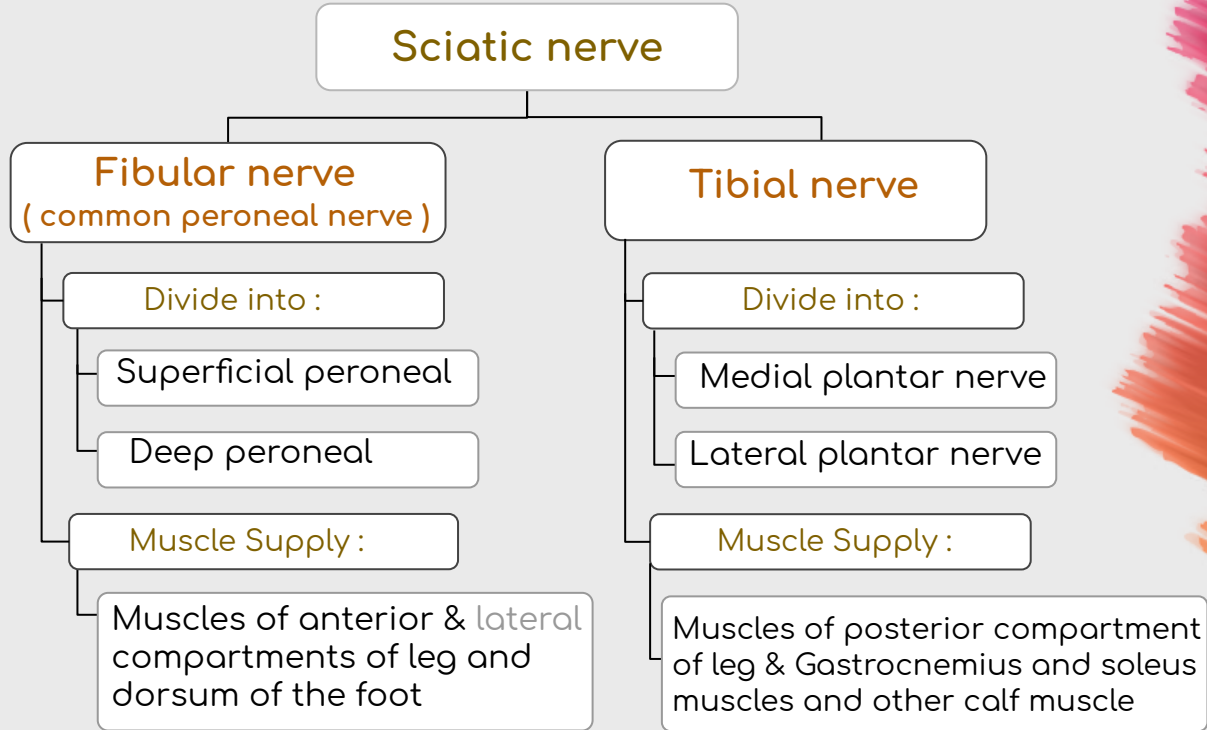 Sciatic nerve
Fibular nerve
( common peroneal nerve )
Divide into :
Superficial peroneal
Deep peroneal
Muscle Supply :
Muscles of anterior & lateral
compartments of leg and
dorsum of the foot
Tibial nerve
Divide into :
Medial plantar nerve
Lateral plantar nerve
Muscle Supply :
Muscles of posterior compartment
of leg & Gastrocnemius and soleus
muscles and other calf muscle